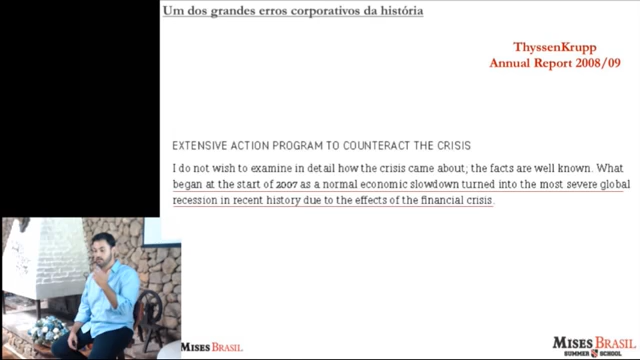 Um dos grandes erros corporativos da história
ThyssenKrupp
Annual Report 2008/09
EXTENSIVE ACTION PROGRAM TO COUNTERACT THE CRISIS
I do not wish to examine in detail how the crisis came about; the facts are well known. What
began at the start of 2007 as a normal economic slowdown turned into the most severe global
recession in recent history due to the effects of the financial crisis.
MISES BRASIL
MISES BRASIL
SUMMER SCHOOL